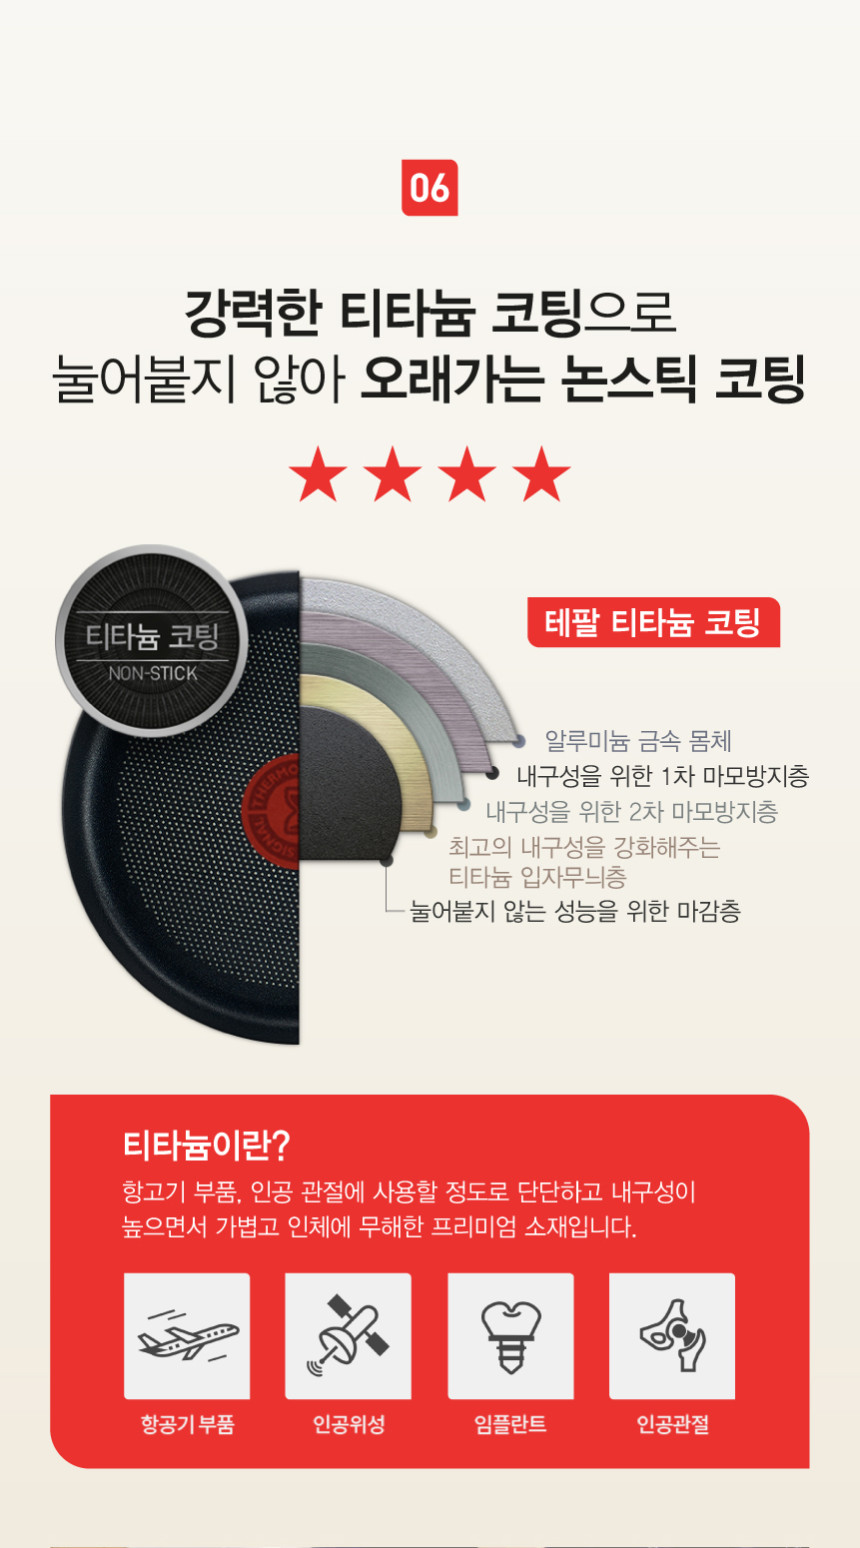 06
강력한 티타늄 코팅으로
눌어붙지 않아 오래가는 논스틱 코팅
티타늄 코팅
NON-STICK
THERMO
SIGNAL
테팔 티타늄 코팅
알루미늄 금속 몸체
내구성을 위한 1차 마모방지층
내구성을 위한 2차 마모방지층
최고의 내구성을 강화해주는
티타늄 입자무늬층
눌어붙지 않는 성능을 위한 마감층
티타늄이란?
항고기 부품, 인공 관절에 사용할 정도로 단단하고 내구성이
높으면서 가볍고 인체에 무해한 프리미엄 소재입니다.
항공기 부품
인공위성
임플란트
인공관절